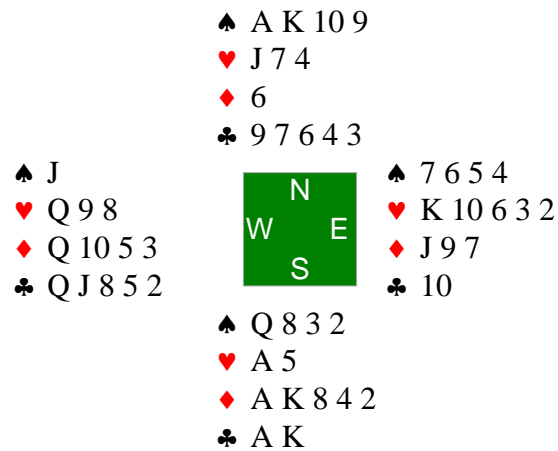 ♠ A K 10 9
♥ J 7 4
♦ 6
♣ 9 7 6 4 3
♠ J
♥ Q 9 8
♦ Q 10 5 3
♣ Q J 8 5 2
N
W E
S
♠ 7 6 5 4
♥ K 10 6 3 2
♦ J 9 7
♣ 10
♠ Q 8 3 2
♥ A 5
♦ A K 8 4 2
♣ A K